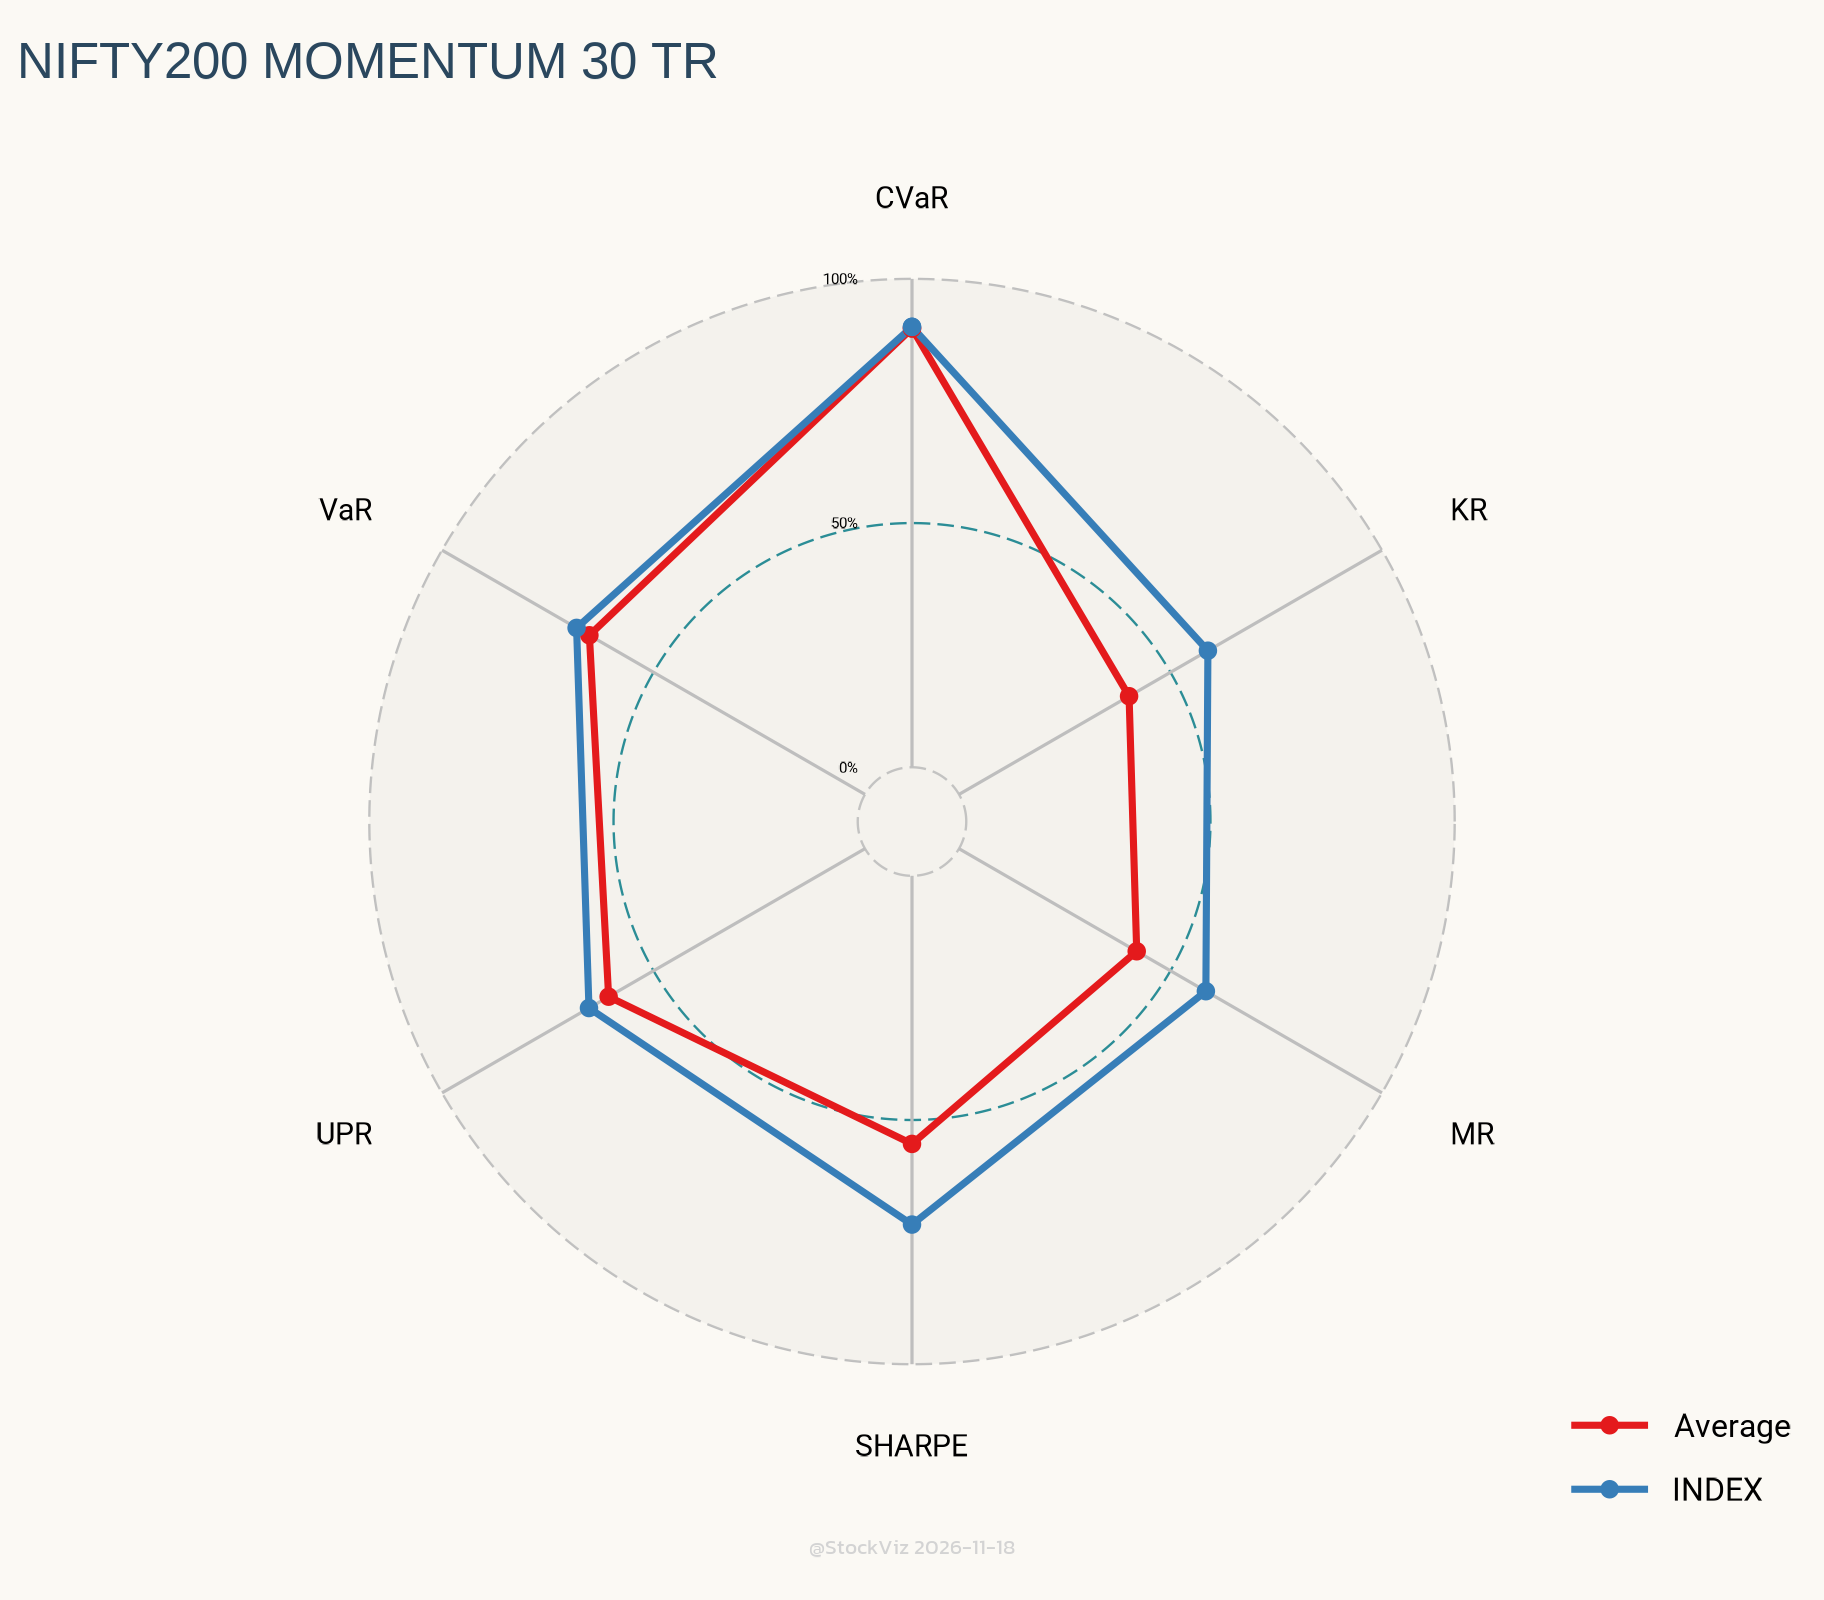 NIFTY200 MOMENTUM 30 TR
CVaR
100%
VaR
KR
50%
0%
UPR
MR
SHARPE
Average
INDEX
@StockViz 2026-11-18